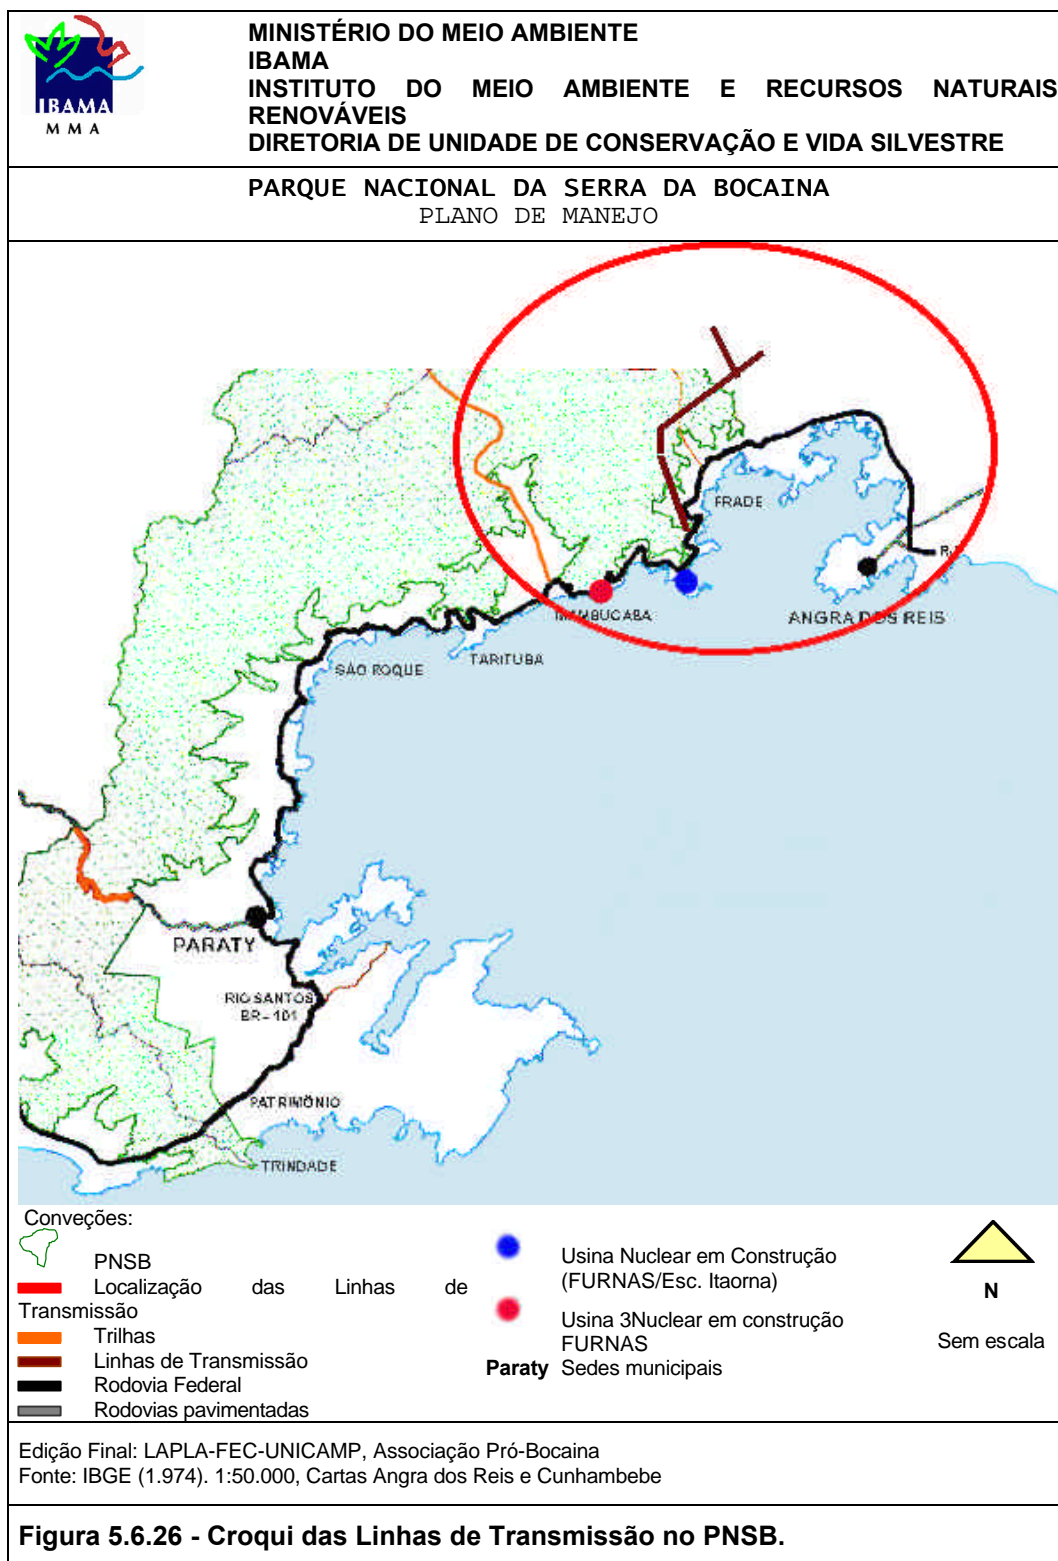 IBAMA
M M A
MINISTÉRIO DO MEIO AMBIENTE
IBAMA
INSTITUTO DO MEIO AMBIENTE E RECURSOS NATURAIS
RENOVÁVEIS
DIRETORIA DE UNIDADE DE CONSERVAÇÃO E VIDA SILVESTRE
PARQUE NACIONAL DA SERRA DA BOCAINA
PLANO DE MANEJO
FRADE
MAMBUCABA
ANGRA DOS REIS
TARITUBA
SÃO ROQUE
PARATY
RIO SANTOS
BR-101
PATRIMÔNIO
TRINDADE
Conveções:
PNSB
Localização das Linhas de
Transmissão
Trilhas
Linhas de Transmissão
Rodovia Federal
Rodovias pavimentadas
Usina Nuclear em Construção
(FURNAS/Esc. Itaorna)
Usina 3Nuclear em construção
FURNAS
Paraty Sedes municipais
N
Sem escala
Edição Final: LAPLA-FEC-UNICAMP, Associação Pró-Bocaina
Fonte: IBGE (1.974). 1:50.000, Cartas Angra dos Reis e Cunhambebe
Figura 5.6.26 - Croqui das Linhas de Transmissão no PNSB.